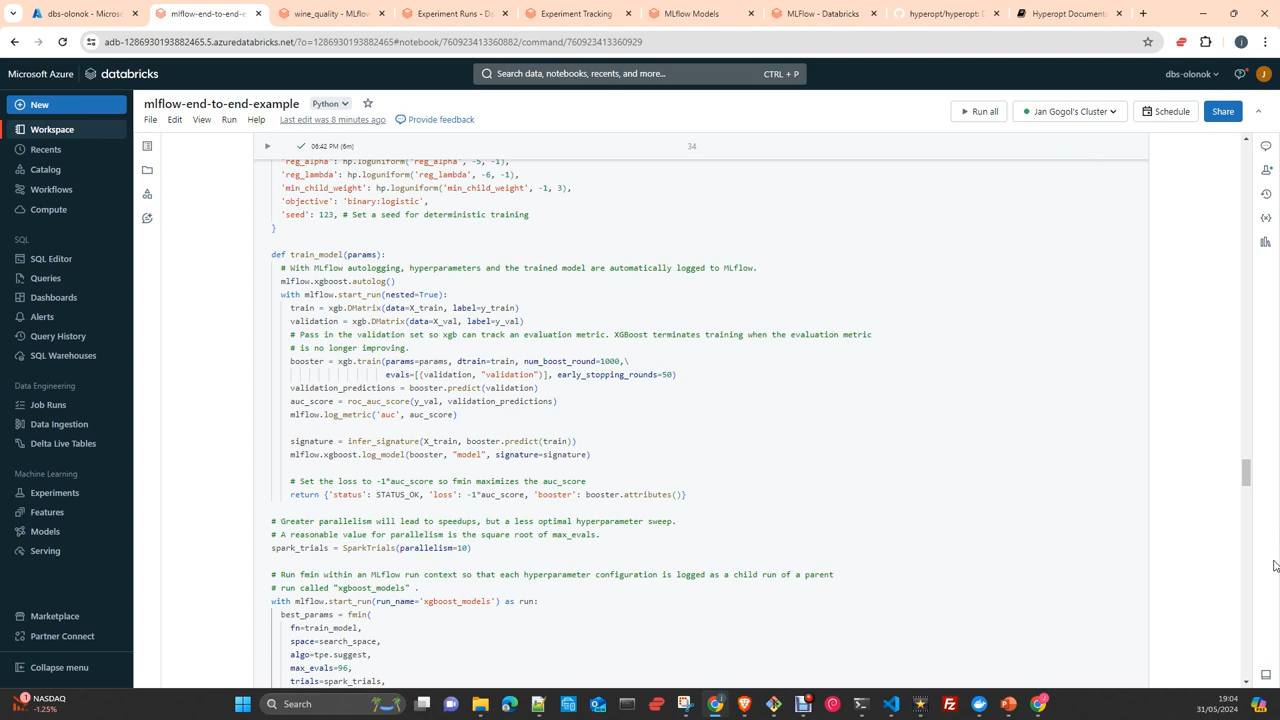 dbs-olonok - Microsoft Az
mlflow-end-to-end-e
wine_quality - MLflow
Experiment Runs - Da
Experiment Tracking
MLflow Models
MLFlow - Databricks
hyperopt/hyperopt: D
Hyperopt Documenta
adb-1286930193882465.5.azuredatabricks.net/?o=1286930193882465#notebook/760923413360882/command/760923413360929
Microsoft Azure
databricks
Search data, notebooks, recents, and more...
CTRL + P
dbs-olonok
J
New
Workspace
Recents
Catalog
Workflows
Compute
SQL
SQL Editor
Queries
Dashboards
Alerts
Query History
SQL Warehouses
Data Engineering
Job Runs
Data Ingestion
Delta Live Tables
Machine Learning
Experiments
Features
Models
Serving
Marketplace
Partner Connect
Collapse menu
mlflow-end-to-end-example
Python
File Edit View Run Help
Last edit was 8 minutes ago
Provide feedback
Run all
Jan Gogol's Cluster
Schedule
Share
06:42 PM (6m)
34
'reg_alpha': hp.loguniform('reg_alpha', -5, -1),
'reg_lambda': hp.loguniform('reg_lambda', -6, -1),
'min_child_weight': hp.loguniform('min_child_weight', -1, 3),
'objective': 'binary:logistic',
'seed': 123, # Set a seed for deterministic training
}
def train_model(params):
# With MLflow autologging, hyperparameters and the trained model are automatically logged to MLflow.
mlflow.xgboost.autolog()
with mlflow.start_run(nested=True):
train = xgb.DMatrix(data=X_train, label=y_train)
validation = xgb.DMatrix(data=X_val, label=y_val)
# Pass in the validation set so xgb can track an evaluation metric. XGBoost terminates training when the evaluation metric
# is no longer improving.
booster = xgb.train(params=params, dtrain=train, num_boost_round=1000,\
evals=[(validation, "validation")], early_stopping_rounds=50)
validation_predictions = booster.predict(validation)
auc_score = roc_auc_score(y_val, validation_predictions)
mlflow.log_metric('auc', auc_score)
signature = infer_signature(X_train, booster.predict(train))
mlflow.xgboost.log_model(booster, "model", signature=signature)
# Set the loss to -1*auc_score so fmin maximizes the auc_score
return {'status': STATUS_OK, 'loss': -1*auc_score, 'booster': booster.attributes()}
# Greater parallelism will lead to speedups, but a less optimal hyperparameter sweep.
# A reasonable value for parallelism is the square root of max_evals.
spark_trials = SparkTrials(parallelism=10)
# Run fmin within an MLflow run context so that each hyperparameter configuration is logged as a child run of a parent
# run called "xgboost_models" .
with mlflow.start_run(run_name='xgboost_models') as run:
best_params = fmin(
fn=train_model,
space=search_space,
algo=tpe.suggest,
max_evals=96,
trials=spark_trials,
NASDAQ
-1.25%
Search
19:04
31/05/2024